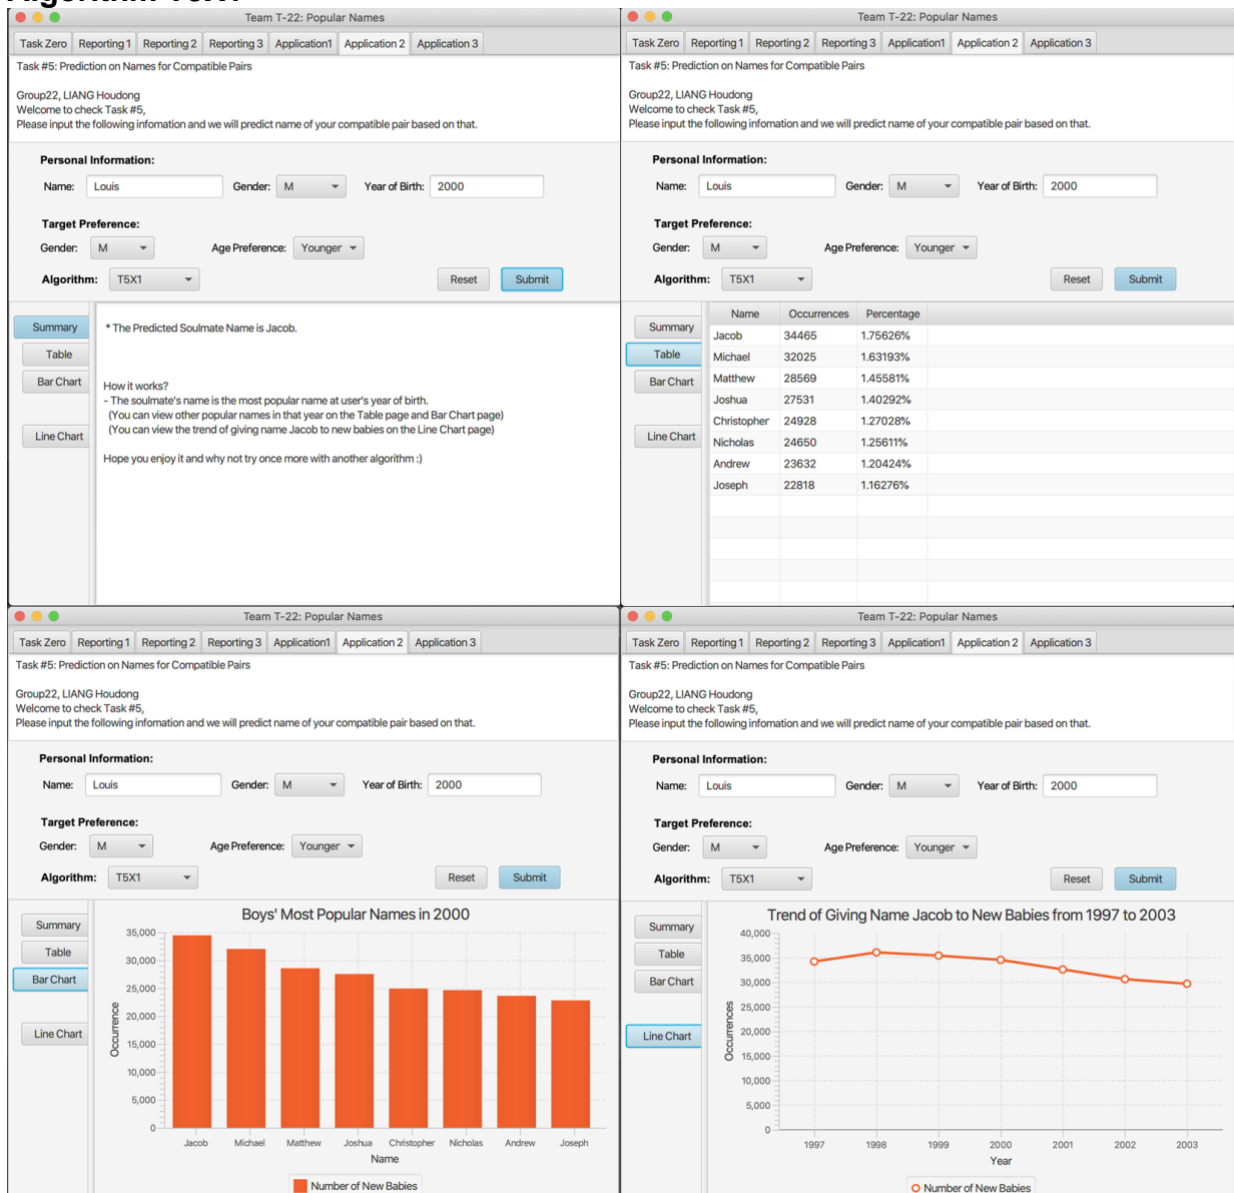 Algorithm T5X1:
Team T-22: Popular Names
Task Zero Reporting 1 Reporting 2 Reporting 3 Application1 Application 2 Application 3
Task #5: Prediction on Names for Compatible Pairs
Group22, LIANG Houdong
Welcome to check Task #5,
Please input the following infomation and we will predict name of your compatible pair based on that.
Personal Information:
Name: Louis Gender: M Year of Birth: 2000
Target Preference:
Gender: M Age Preference: Younger
Algorithm: T5X1 Reset Submit
Summary
Table
Bar Chart
Line Chart
* The Predicted Soulmate Name is Jacob.
How it works?
- The soulmate's name is the most popular name at user's year of birth.
(You can view other popular names in that year on the Table page and Bar Chart page)
(You can view the trend of giving name Jacob to new babies on the Line Chart page)
Hope you enjoy it and why not try once more with another algorithm :)
Team T-22: Popular Names
Task Zero Reporting 1 Reporting 2 Reporting 3 Application1 Application 2 Application 3
Task #5: Prediction on Names for Compatible Pairs
Group22, LIANG Houdong
Welcome to check Task #5,
Please input the following infomation and we will predict name of your compatible pair based on that.
Personal Information:
Name: Louis Gender: M Year of Birth: 2000
Target Preference:
Gender: M Age Preference: Younger
Algorithm: T5X1 Reset Submit
Summary
Table
Bar Chart
Line Chart
Name Occurrences Percentage
Jacob 34465 1.75626%
Michael 32025 1.63193%
Matthew 28569 1.45581%
Joshua 27531 1.40292%
Christopher 24928 1.27028%
Nicholas 24650 1.25611%
Andrew 23632 1.20424%
Joseph 22818 1.16276%
Team T-22: Popular Names
Task Zero Reporting 1 Reporting 2 Reporting 3 Application1 Application 2 Application 3
Task #5: Prediction on Names for Compatible Pairs
Group22, LIANG Houdong
Welcome to check Task #5,
Please input the following infomation and we will predict name of your compatible pair based on that.
Personal Information:
Name: Louis Gender: M Year of Birth: 2000
Target Preference:
Gender: M Age Preference: Younger
Algorithm: T5X1 Reset Submit
Summary
Table
Bar Chart
Line Chart
Boys' Most Popular Names in 2000
35,000
30,000
25,000
20,000
15,000
10,000
5,000
0
Occurrence
Jacob Michael Matthew Joshua Christopher Nicholas Andrew Joseph
Name
Number of New Babies
Team T-22: Popular Names
Task Zero Reporting 1 Reporting 2 Reporting 3 Application1 Application 2 Application 3
Task #5: Prediction on Names for Compatible Pairs
Group22, LIANG Houdong
Welcome to check Task #5,
Please input the following infomation and we will predict name of your compatible pair based on that.
Personal Information:
Name: Louis Gender: M Year of Birth: 2000
Target Preference:
Gender: M Age Preference: Younger
Algorithm: T5X1 Reset Submit
Summary
Table
Bar Chart
Line Chart
Trend of Giving Name Jacob to New Babies from 1997 to 2003
40,000
35,000
30,000
25,000
20,000
15,000
10,000
5,000
0
Occurrences
1997 1998 1999 2000 2001 2002 2003
Year
Number of New Babies